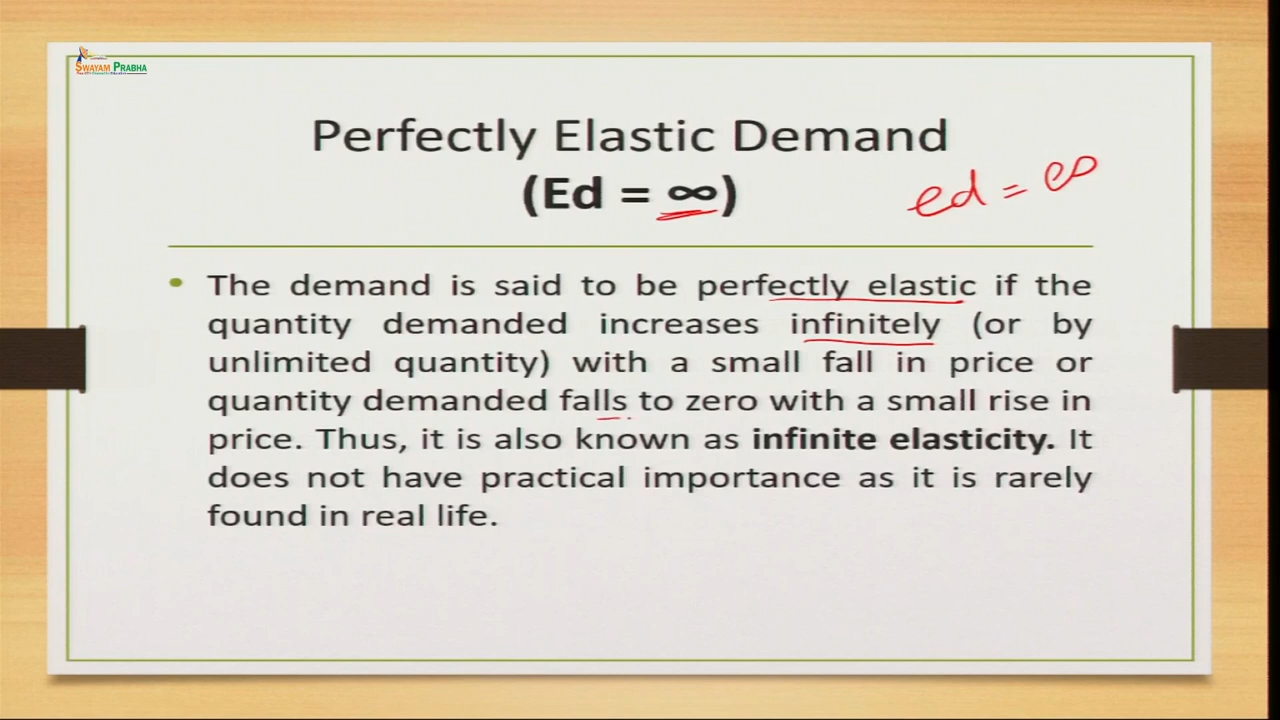 SWAYAM PRABHA
Perfectly Elastic Demand
(Ed = ∞)
ed = ∞
• The demand is said to be perfectly elastic if the
quantity demanded increases infinitely (or by
unlimited quantity) with a small fall in price or
quantity demanded falls to zero with a small rise in
price. Thus, it is also known as infinite elasticity. It
does not have practical importance as it is rarely
found in real life.